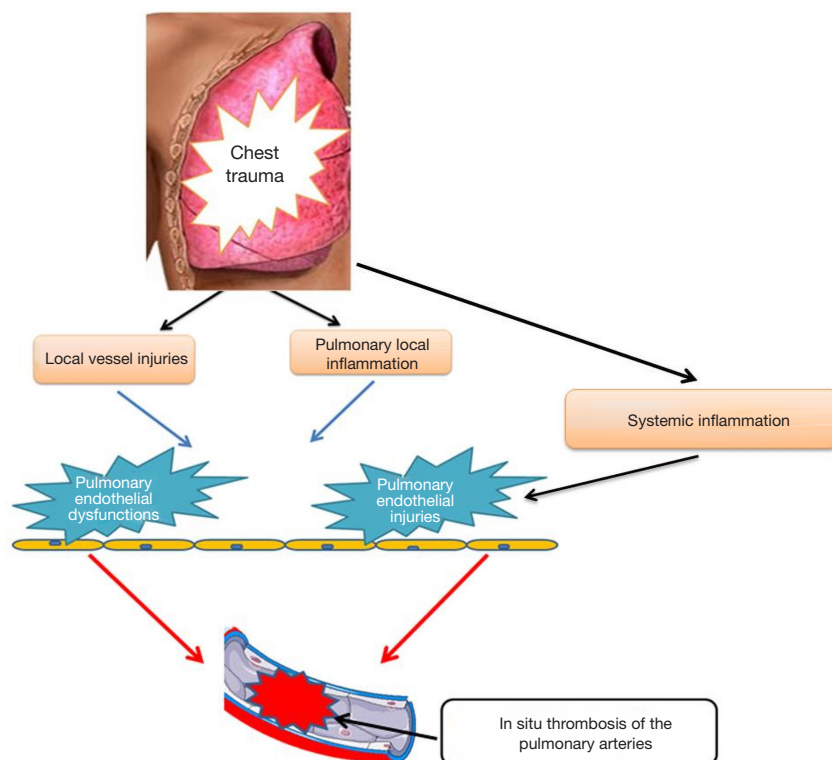 Chest
trauma
Local vessel injuries
Pulmonary local
inflammation
Systemic inflammation
Pulmonary
endothelial
dysfunctions
Pulmonary
endothelial
injuries
In situ thrombosis of the
pulmonary arteries